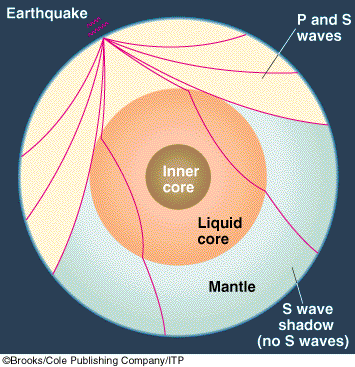 Earthquake
P and S
waves
Inner
core
Liquid
core
Mantle
S wave
shadow
(no S waves)
©Brooks/Cole Publishing Company/ITP